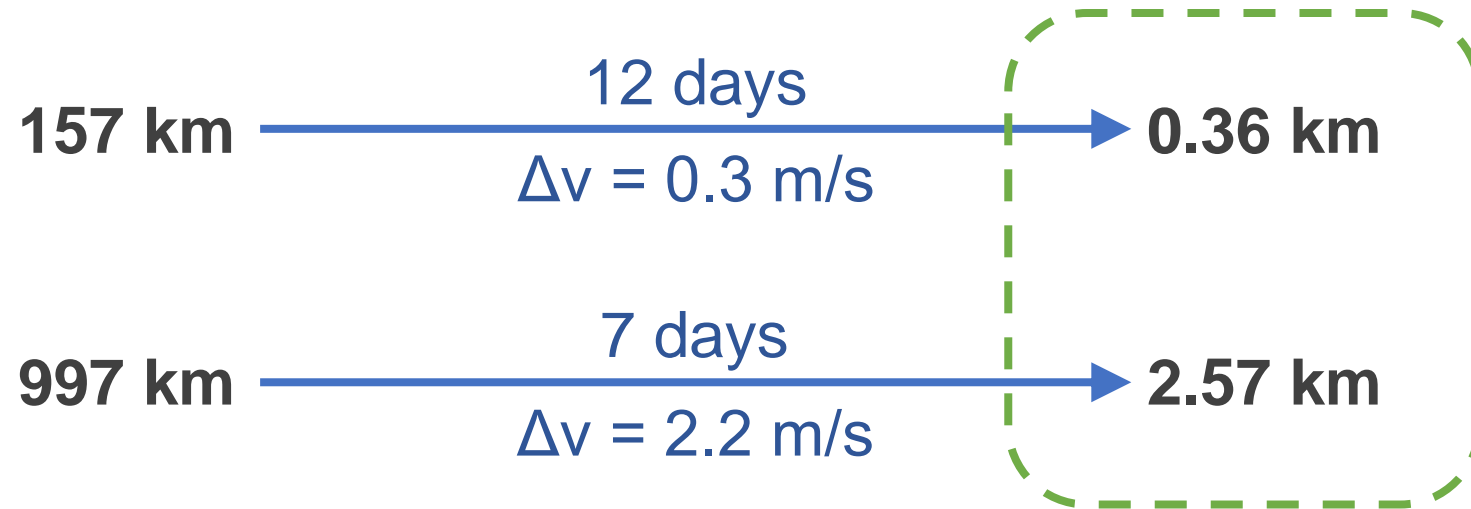 12 days
157 km 0.36 km
Δv = 0.3 m/s
7 days
997 km 2.57 km
Δv = 2.2 m/s